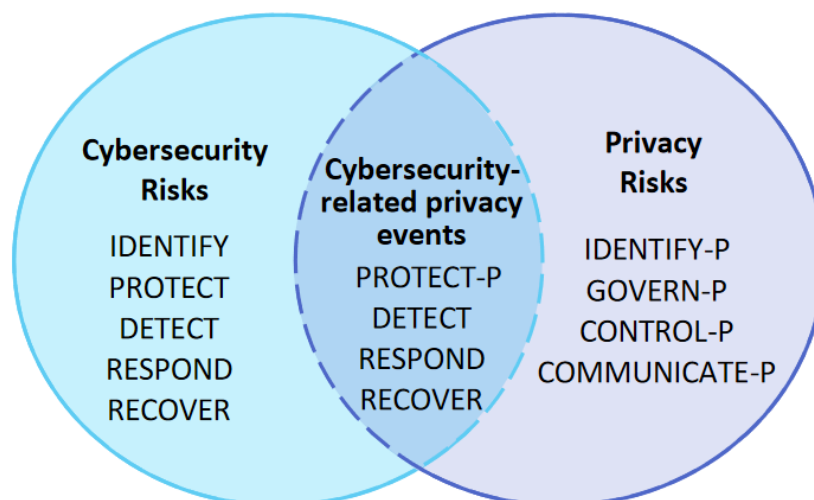 Cybersecurity
Risks
IDENTIFY
PROTECT
DETECT
RESPOND
RECOVER
Cybersecurity-
related privacy
events
PROTECT-P
DETECT
RESPOND
RECOVER
Privacy
Risks
IDENTIFY-P
GOVERN-P
CONTROL-P
COMMUNICATE-P